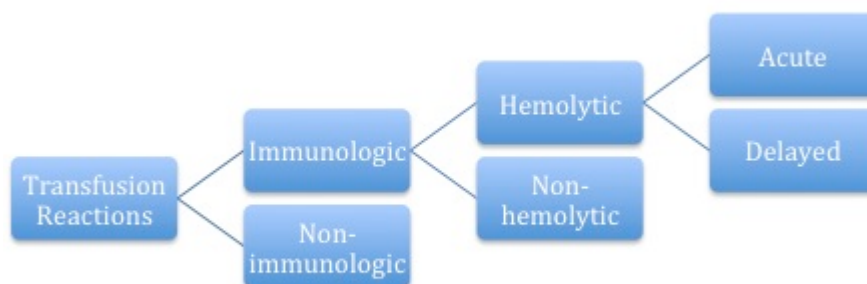 Transfusion
Reactions
Immunologic
Non-
immunologic
Hemolytic
Non-
hemolytic
Acute
Delayed